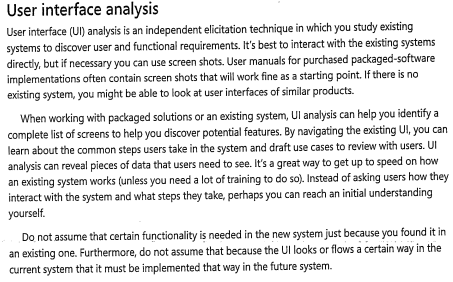 User interface analysis
User interface (UI) analysis is an independent elicitation technique in which you study existing
systems to discover user and functional requirements. It's best to interact with the existing systems
directly, but if necessary you can use screen shots. User manuals for purchased packaged-software
implementations often contain screen shots that will work fine as a starting point. If there is no
existing system, you might be able to look at user interfaces of similar products.
When working with packaged solutions or an existing system, UI analysis can help you identify a
complete list of screens to help you discover potential features. By navigating the existing UI, you can
learn about the common steps users take in the system and draft use cases to review with users. UI
analysis can reveal pieces of data that users need to see. It's a great way to get up to speed on how
an existing system works (unless you need a lot of training to do so). Instead of asking users how they
interact with the system and what steps they take, perhaps you can reach an initial understanding
yourself.
Do not assume that certain functionality is needed in the new system just because you found it in
an existing one. Furthermore, do not assume that because the UI looks or flows a certain way in the
current system that it must be implemented that way in the future system.